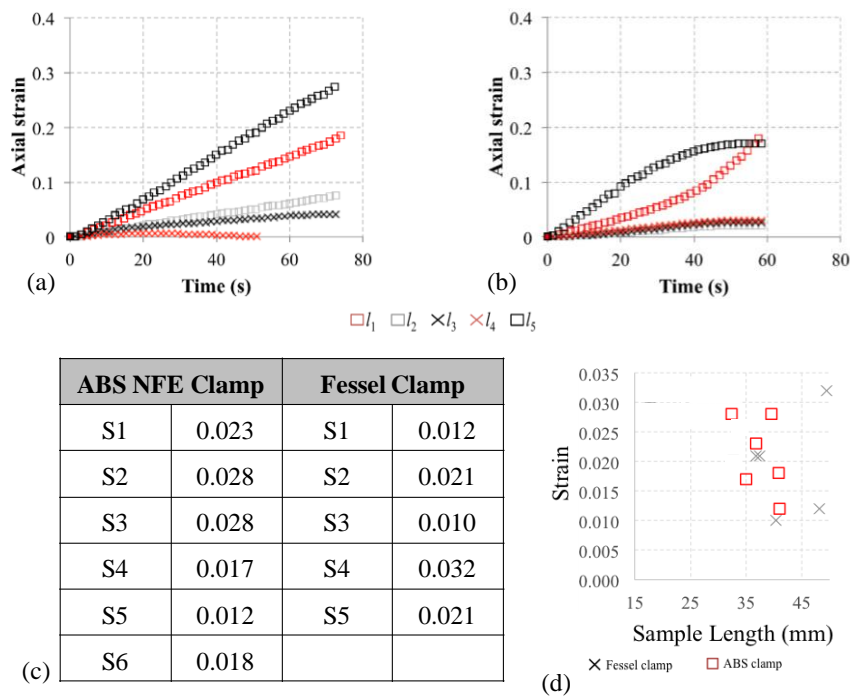 0.4
0.3
0.2
0.1
0
Axial strain
0 20 40 60 80
Time (s)
(a)
0.4
0.3
0.2
0.1
0
Axial strain
0 20 40 60 80
Time (s)
(b)
l1 l2 l3 l4 l5
ABS NFE Clamp Fessel Clamp
S1 0.023 S1 0.012
S2 0.028 S2 0.021
S3 0.028 S3 0.010
S4 0.017 S4 0.032
S5 0.012 S5 0.021
S6 0.018
(c)
0.035
0.030
0.025
0.020
0.015
0.010
0.005
0.000
Strain
15 25 35 45
Sample Length (mm)
Fessel clamp ABS clamp
(d)